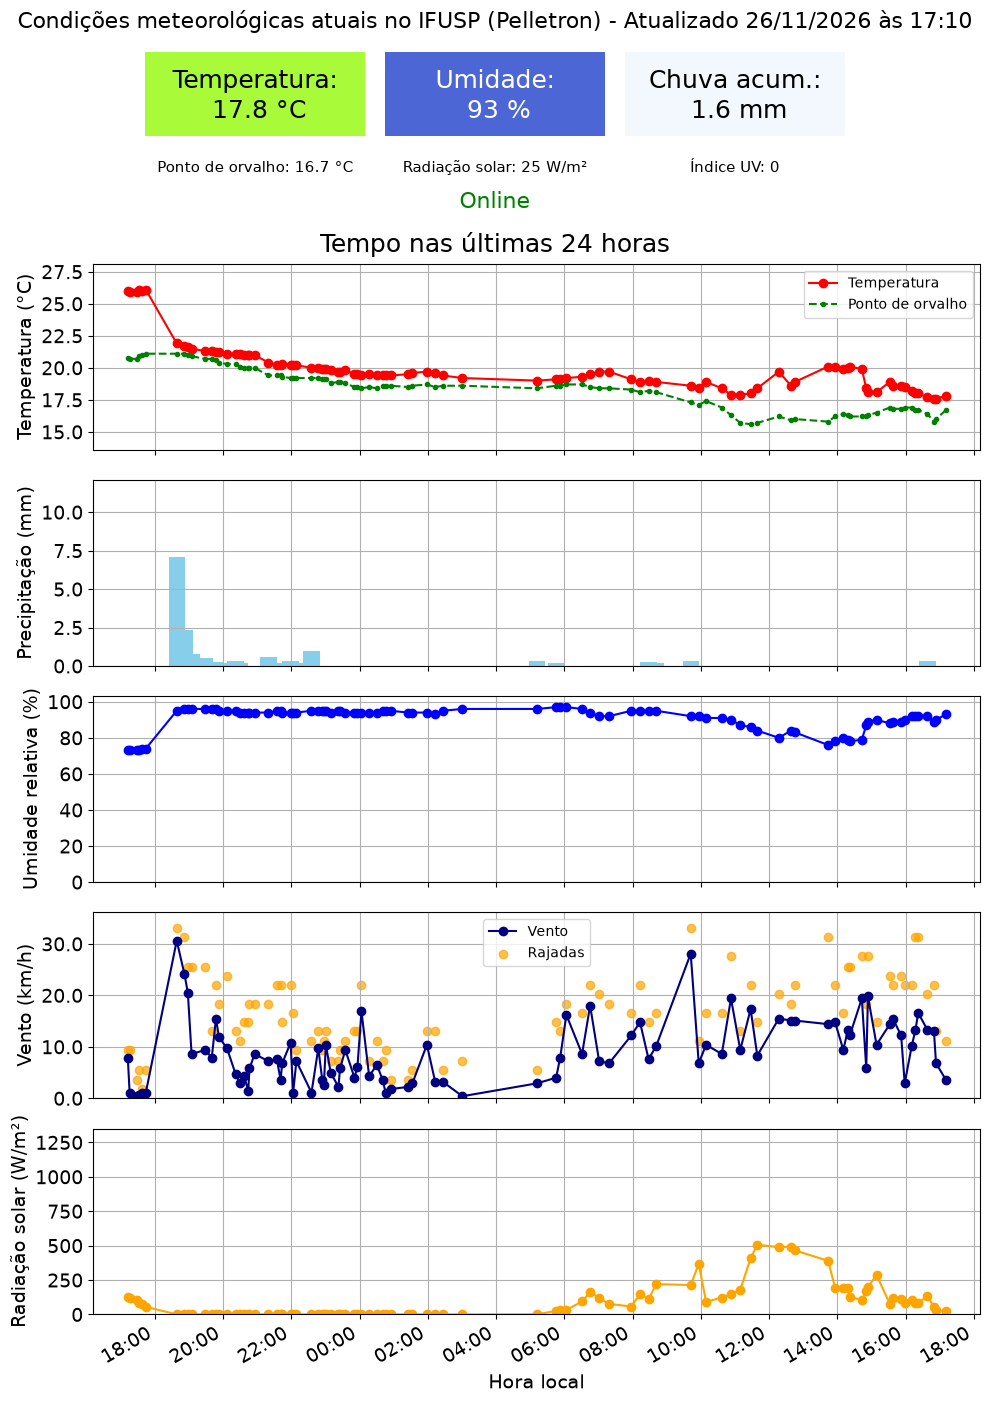 Condições meteorológicas atuais no IFUSP (Pelletron) - Atualizado 26/11/2026 às 17:10
Temperatura:
17.8 °C
Umidade:
93 %
Chuva acum.:
1.6 mm
Ponto de orvalho: 16.7 °C
Radiação solar: 25 W/m²
Índice UV: 0
Online
Tempo nas últimas 24 horas
Temperatura (°C)
27.5
25.0
22.5
20.0
17.5
15.0
Temperatura
Ponto de orvalho
Precipitação (mm)
10.0
7.5
5.0
2.5
0.0
Umidade relativa (%)
100
80
60
40
20
0
Vento (km/h)
30.0
20.0
10.0
0.0
Vento
Rajadas
Radiação solar (W/m²)
1250
1000
750
500
250
0
18:00
20:00
22:00
00:00
02:00
04:00
06:00
08:00
10:00
12:00
14:00
16:00
18:00
Hora local